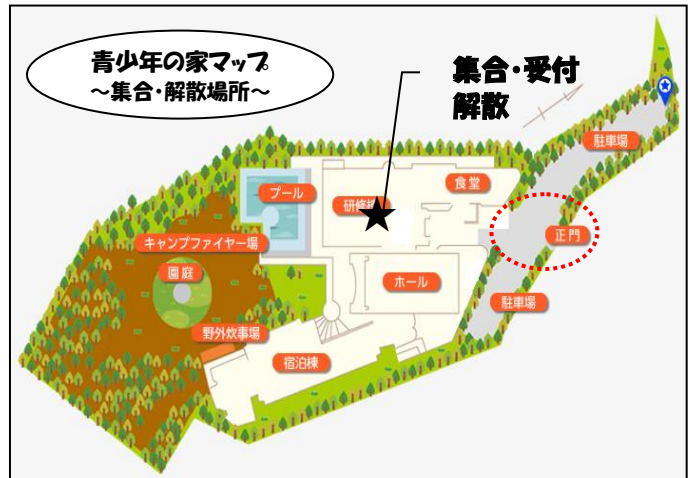 青少年の家マップ
～集合・解散場所～
集合・受付
解散
駐車場
食堂
プール
研修
正門
キャンプファイヤー場
園庭
ホール
駐車場
野外炊事場
宿泊棟